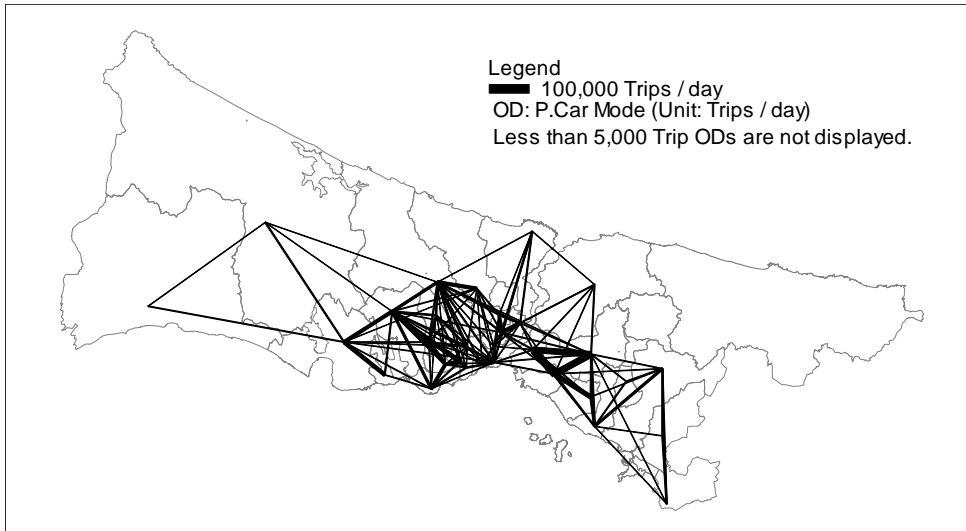 Legend
100,000 Trips / day
OD: P.Car Mode (Unit: Trips / day)
Less than 5,000 Trip ODs are not displayed.